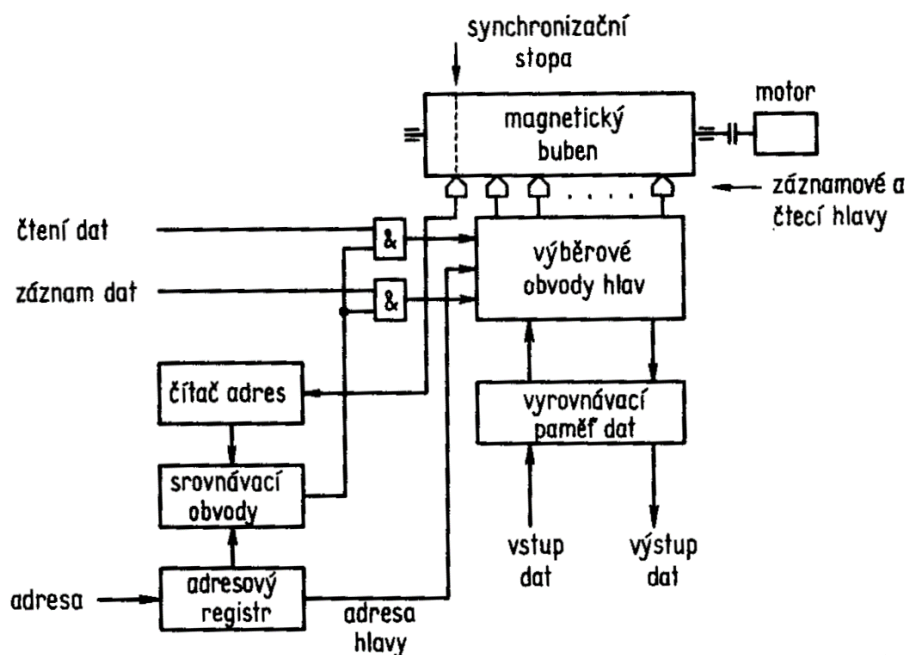 synchronizační
stopa
motor
magnetický
buben
záznamové a
čtecí hlavy
čtení dat
&
výběrové
obvody hlav
záznam dat
&
čítač adres
vyrovnávací
paměť dat
srovnávací
obvody
vstup
dat
výstup
dat
adresa
adresový
registr
adresa
hlavy